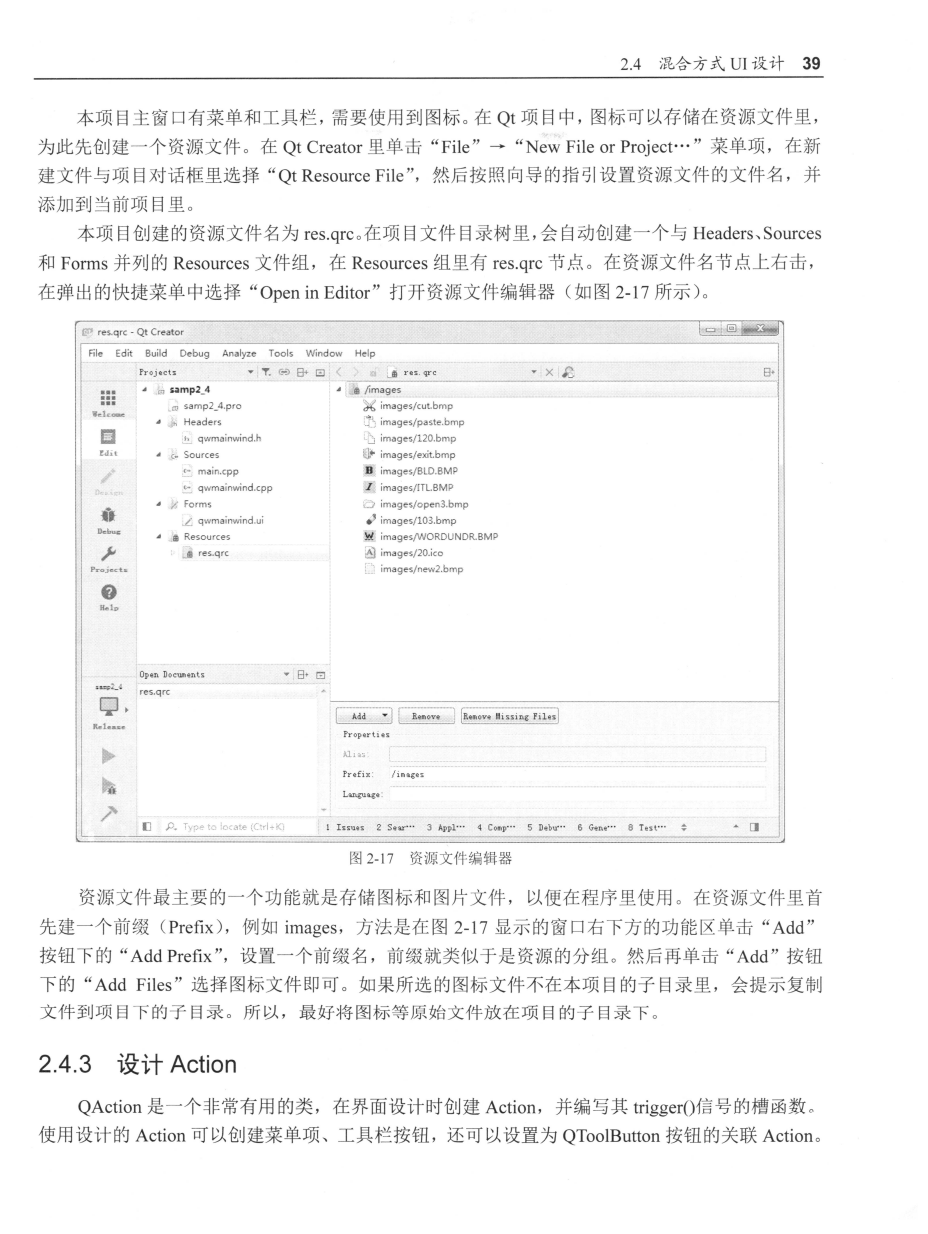 2.4 混合方式 UI 设计 39
本项目主窗口有菜单和工具栏，需要使用到图标。在 Qt 项目中，图标可以存储在资源文件里，
为此先创建一个资源文件。在 Qt Creator 里单击“File”→“New File or Project…”菜单项，在新
建文件与项目对话框里选择“Qt Resource File”，然后按照向导的指引设置资源文件的文件名，并
添加到当前项目里。
本项目创建的资源文件名为 res.qrc。在项目文件目录树里，会自动创建一个与 Headers、Sources
和 Forms 并列的 Resources 文件组，在 Resources 组里有 res.qrc 节点。在资源文件名节点上右击，
在弹出的快捷菜单中选择“Open in Editor”打开资源文件编辑器（如图 2-17 所示）。
res.qrc - Qt Creator
File Edit Build Debug Analyze Tools Window Help
Projects
res.qrc
Welcome
Edit
Design
Debug
Projects
Help
samp2_4
Release
samp2_4
samp2_4.pro
Headers
qwmainwind.h
Sources
main.cpp
qwmainwind.cpp
Forms
qwmainwind.ui
Resources
res.qrc
Open Documents
res.qrc
/images
images/cut.bmp
images/paste.bmp
images/120.bmp
images/exit.bmp
images/BLD.BMP
images/ITL.BMP
images/open3.bmp
images/103.bmp
images/WORDUNDR.BMP
images/20.ico
images/new2.bmp
Add Remove Remove Missing Files
Properties
Alias:
Prefix: /images
Language:
Type to locate (Ctrl+K) 1 Issues 2 Sear… 3 Appl… 4 Comp… 5 Debu… 6 Gene… 8 Test…
图 2-17 资源文件编辑器
资源文件最主要的一个功能就是存储图标和图片文件，以便在程序里使用。在资源文件里首
先建一个前缀（Prefix），例如 images，方法是在图 2-17 显示的窗口右下方的功能区单击“Add”
按钮下的“Add Prefix”，设置一个前缀名，前缀就类似于是资源的分组。然后再单击“Add”按钮
下的“Add Files”选择图标文件即可。如果所选的图标文件不在本项目的子目录里，会提示复制
文件到项目下的子目录。所以，最好将图标等原始文件放在项目的子目录下。
2.4.3 设计 Action
QAction 是一个非常有用的类，在界面设计时创建 Action，并编写其 trigger()信号的槽函数。
使用设计的 Action 可以创建菜单项、工具栏按钮，还可以设置为 QToolButton 按钮的关联 Action。